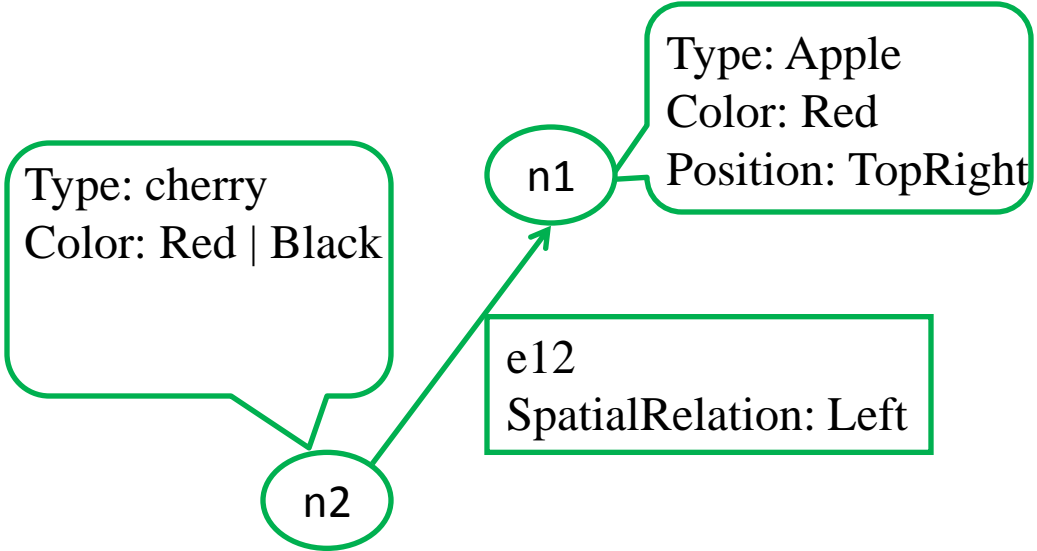 Type: Apple
Color: Red
Position: TopRight
n1
Type: cherry
Color: Red | Black
e12
SpatialRelation: Left
n2